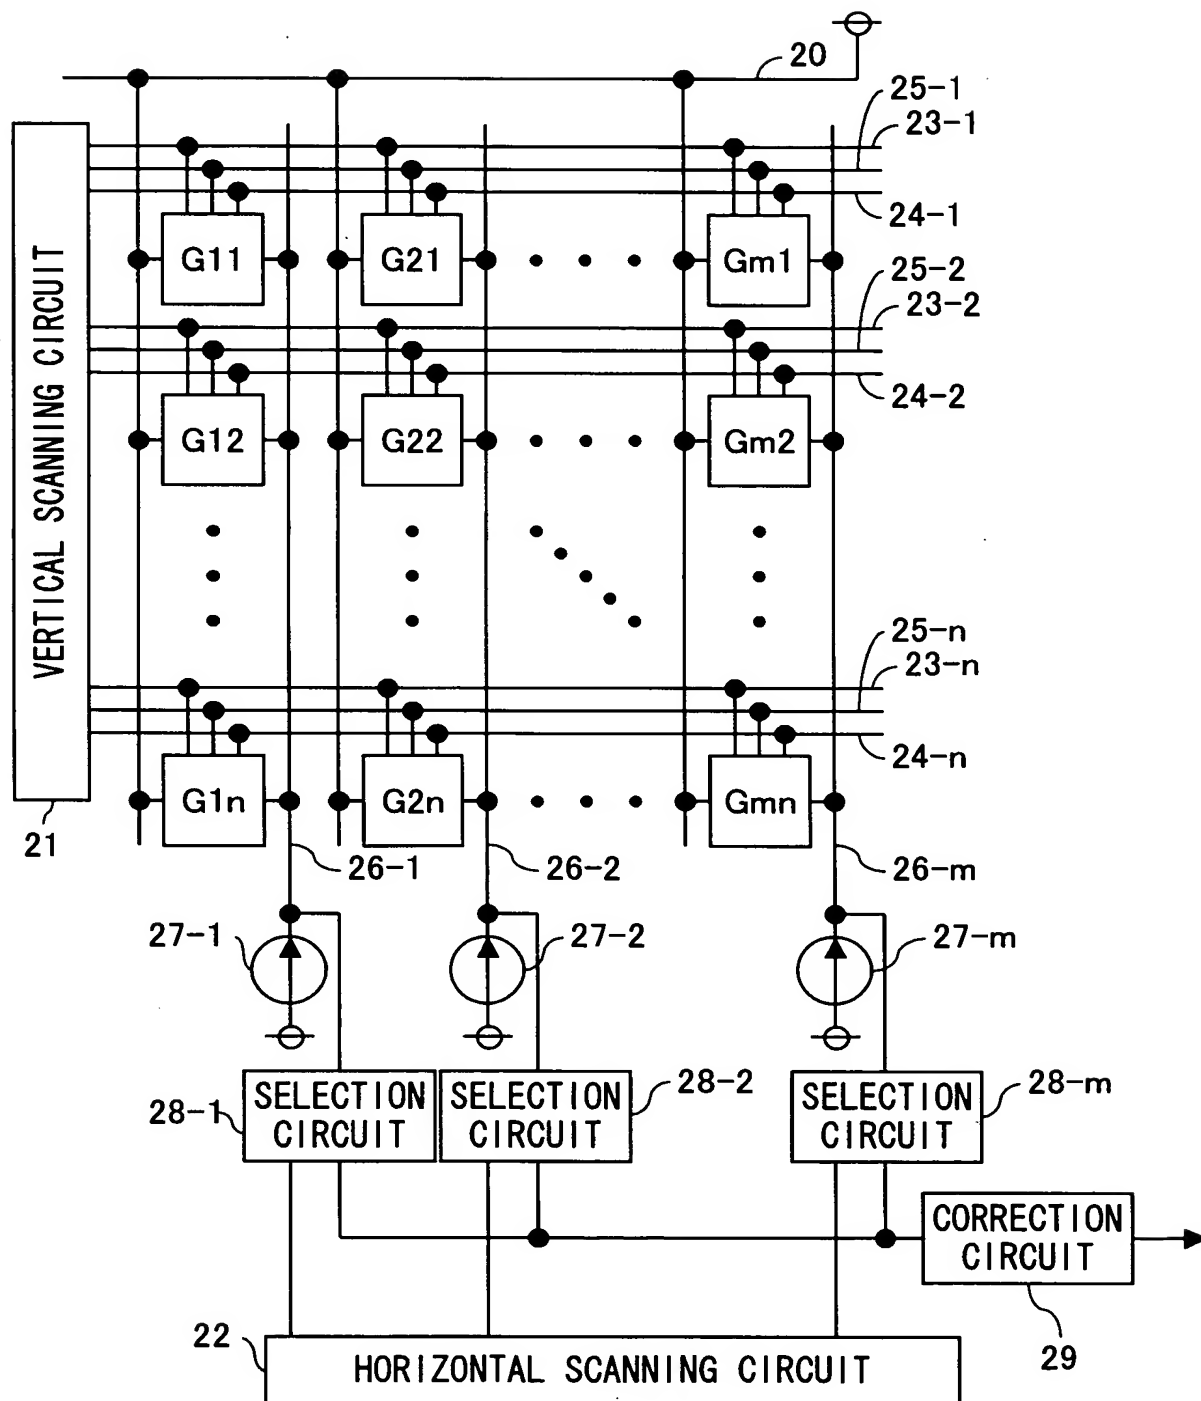 20
25-1
23-1
24-1
G11
G21
Gm1
25-2
23-2
24-2
G12
G22
Gm2
VERTICAL SCANNING CIRCUIT
25-n
23-n
24-n
G1n
G2n
Gmn
21
26-1
26-2
26-m
27-1
27-2
27-m
SELECTION
CIRCUIT
28-1
SELECTION
CIRCUIT
28-2
SELECTION
CIRCUIT
28-m
CORRECTION
CIRCUIT
29
22
HORIZONTAL SCANNING CIRCUIT